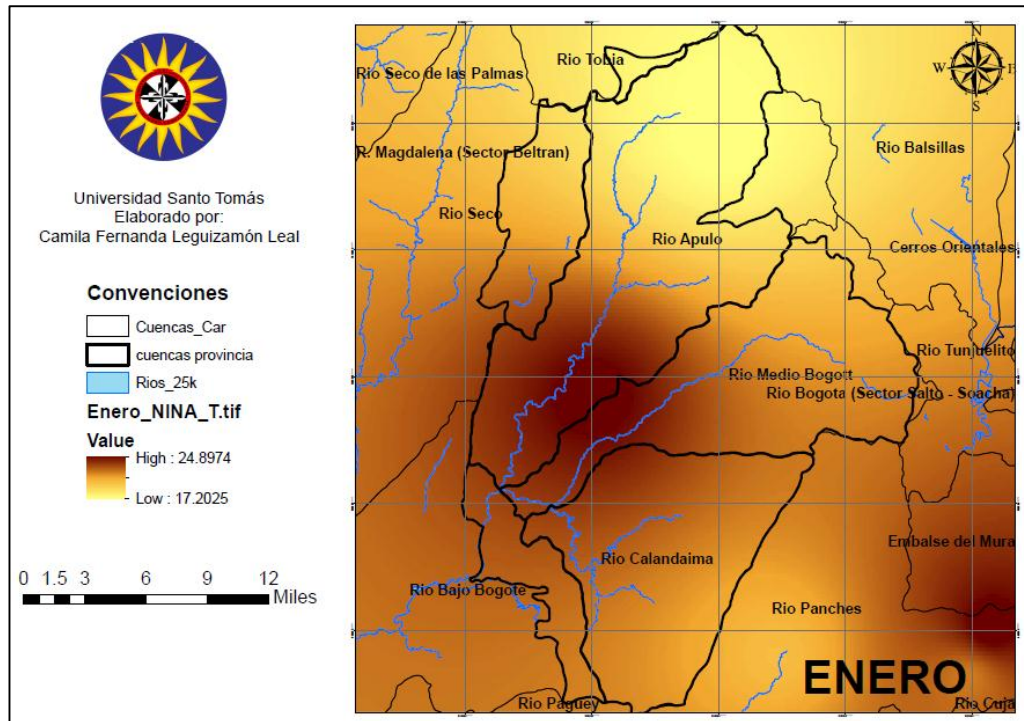 Universidad Santo Tomás
Elaborado por:
Camila Fernanda Leguizamón Leal
Convenciones
Cuencas_Car
cuencas provincia
Rios_25k
Enero_NINA_T.tif
Value
High : 24.8974
Low : 17.2025
0 1.5 3 6 9 12
Miles
N
W E
S
Rio Tobia
Rio Seco de las Palmas
Rio Balsillas
R. Magdalena (Sector Beltran)
Rio Seco
Rio Apulo
Cerros Orientales
Rio Tunjuelito
Rio Medio Bogott
Rio Bogota (Sector Salto - Soacha)
Embalse del Mura
Rio Calandaima
Rio Bajo Bogote
Rio Panches
ENERO
Rio Paguey
Rio Cuja